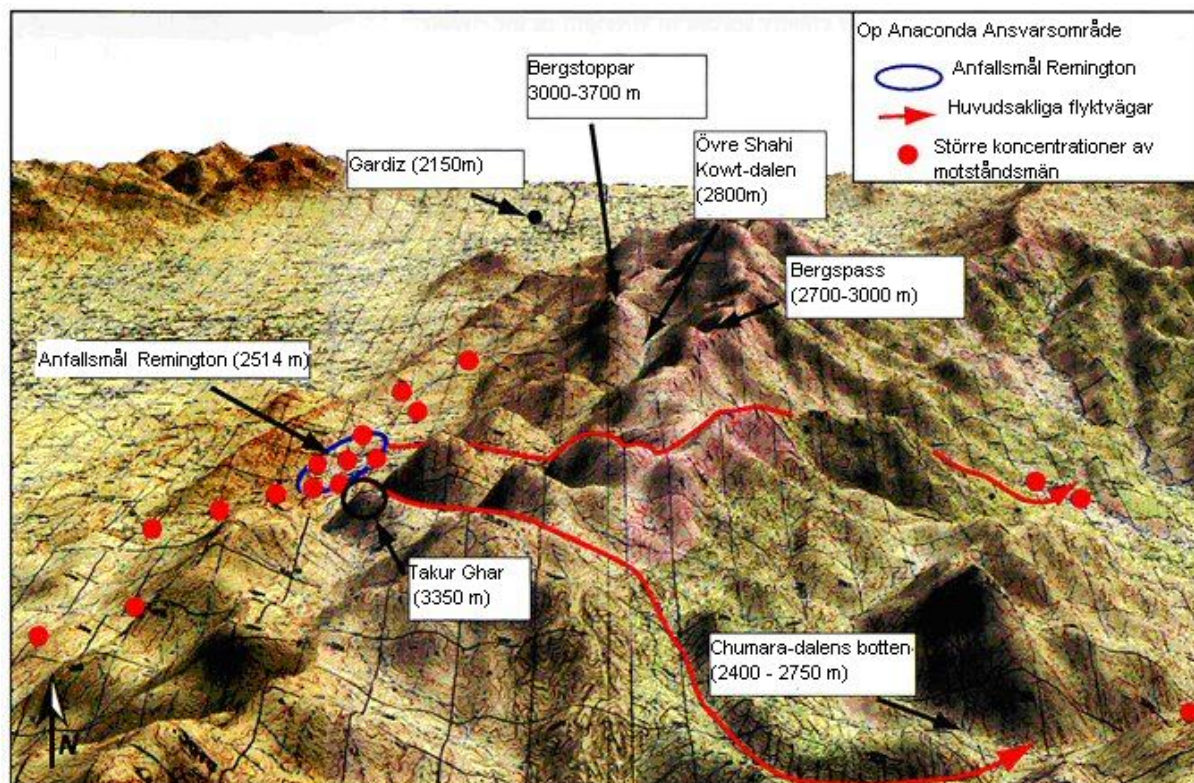 Op Anaconda Ansvarsområde
Anfallsmål Remington
Huvudsakliga flyktvägar
Större koncentrationer av
motståndsmän
Bergstoppar
3000-3700 m
Gardiz (2150m)
Övre Shahi
Kowt-dalen
(2800m)
Bergspass
(2700-3000 m)
Anfallsmål Remington (2514 m)
Takur Ghar
(3350 m)
Chumara-dalens botten
(2400 - 2750 m)
N